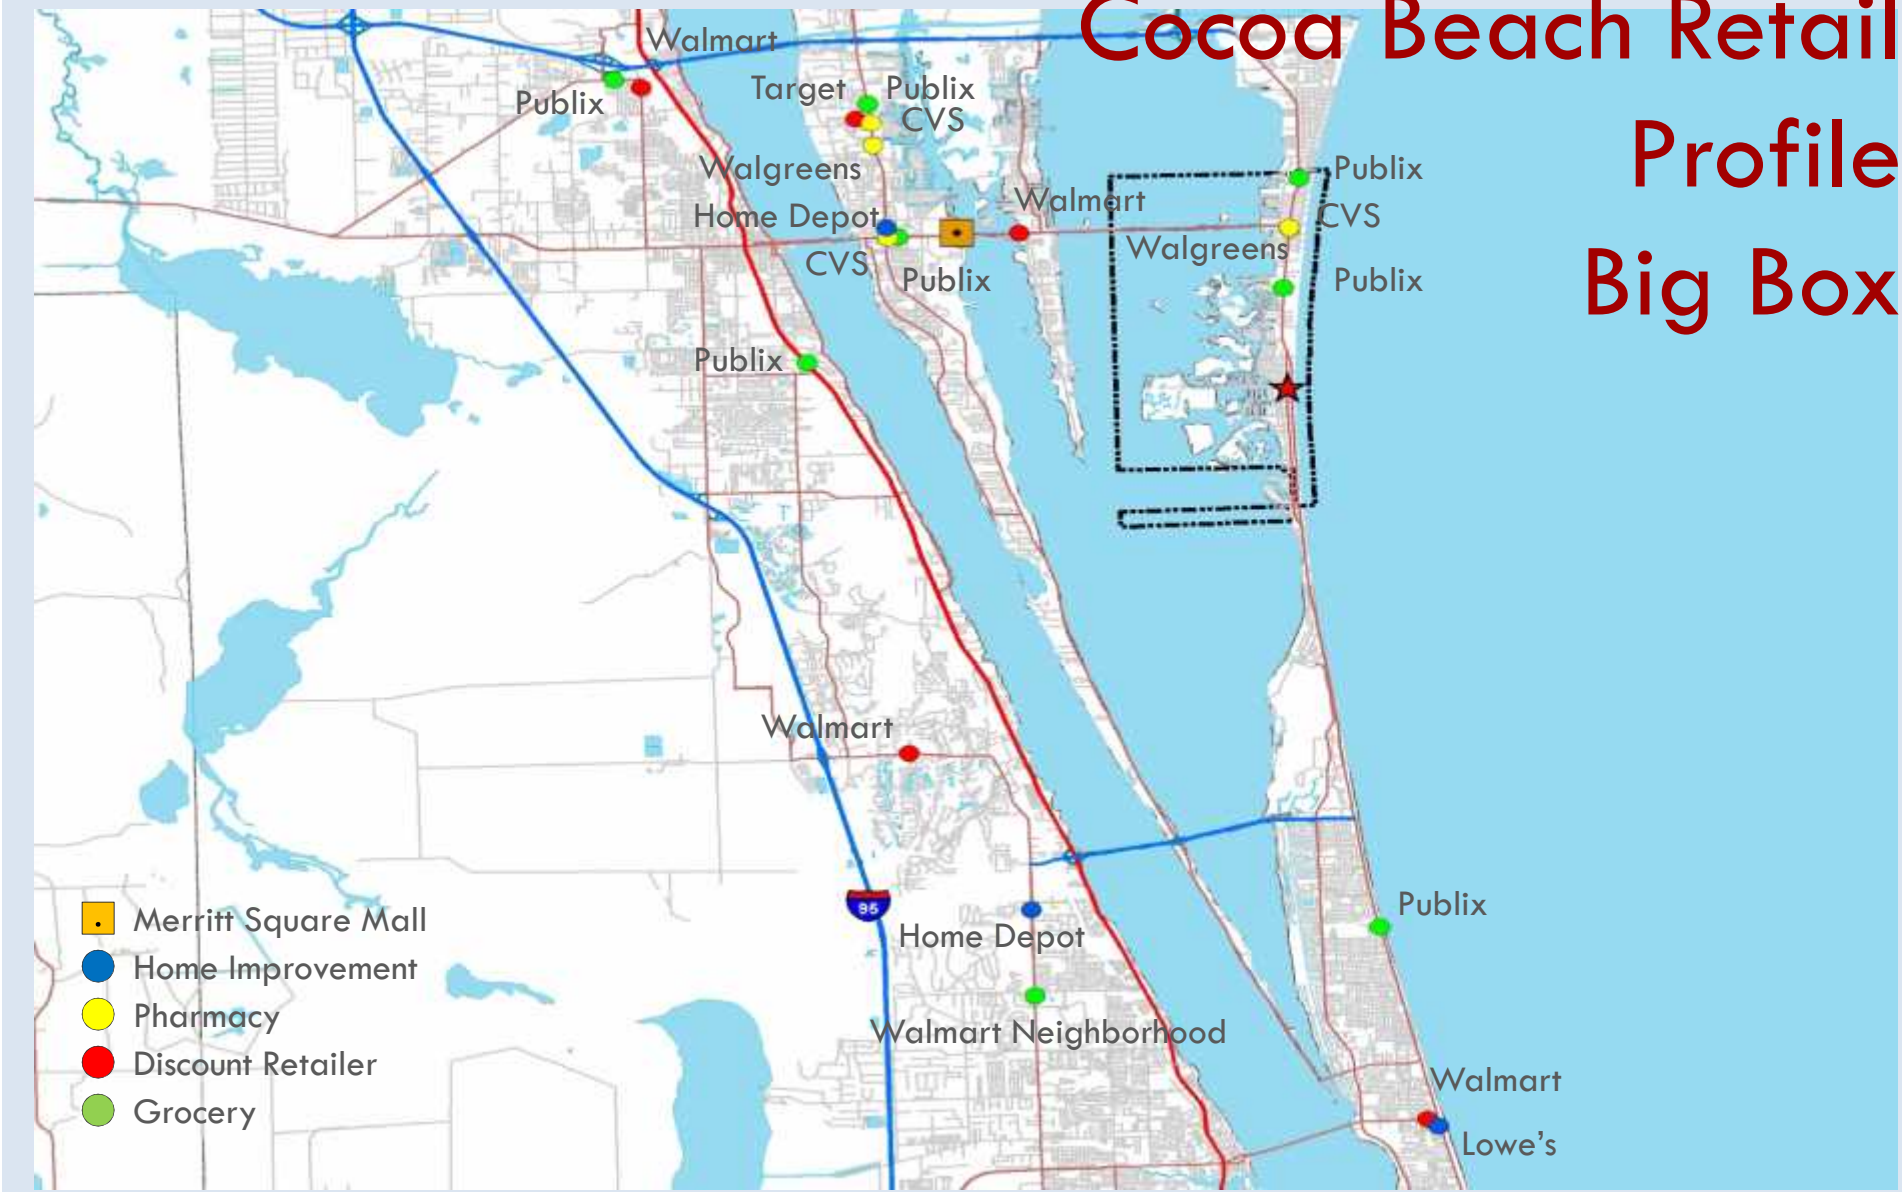 Cocoa Beach Retail
Profile
Big Box
Walmart
Publix
Target
Publix
CVS
Walgreens
Home Depot
CVS
Publix
Walmart
Publix
CVS
Walgreens
Publix
Publix
Walmart
95
Home Depot
Walmart Neighborhood
Publix
Walmart
Lowe's
Merritt Square Mall
Home Improvement
Pharmacy
Discount Retailer
Grocery